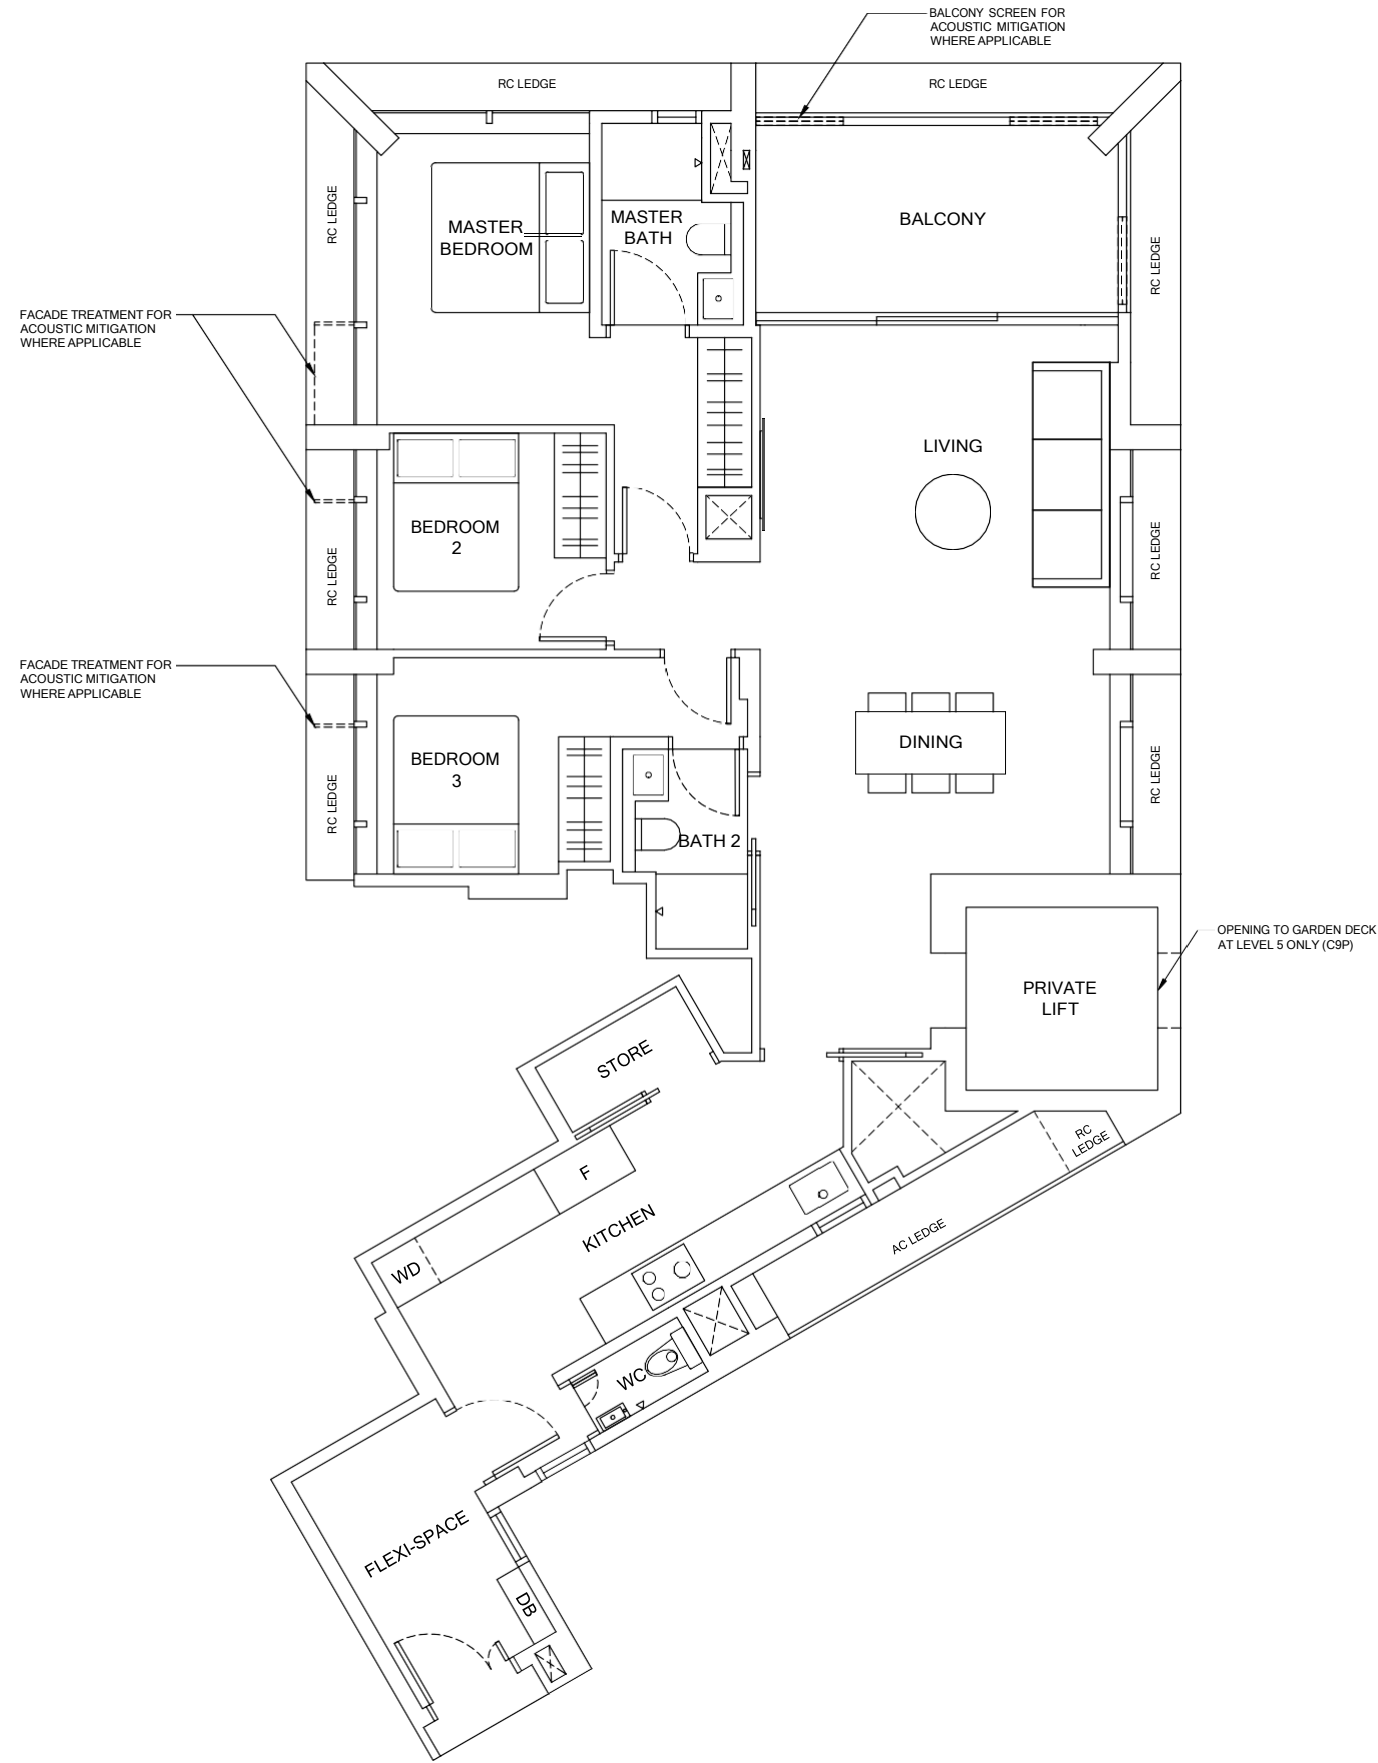 BALCONY SCREEN FOR
ACOUSTIC MITIGATION
WHERE APPLICABLE
RC LEDGE
RC LEDGE
RC LEDGE
MASTER
BEDROOM
MASTER
BATH
BALCONY
RC LEDGE
FACADE TREATMENT FOR
ACOUSTIC MITIGATION
WHERE APPLICABLE
LIVING
BEDROOM
2
RC LEDGE
RC LEDGE
FACADE TREATMENT FOR
ACOUSTIC MITIGATION
WHERE APPLICABLE
BEDROOM
3
DINING
RC LEDGE
RC LEDGE
BATH 2
OPENING TO GARDEN DECK
AT LEVEL 5 ONLY (C9P)
PRIVATE
LIFT
STORE
RC
LEDGE
F
KITCHEN
AC LEDGE
WD
WC
FLEXI-SPACE
DB